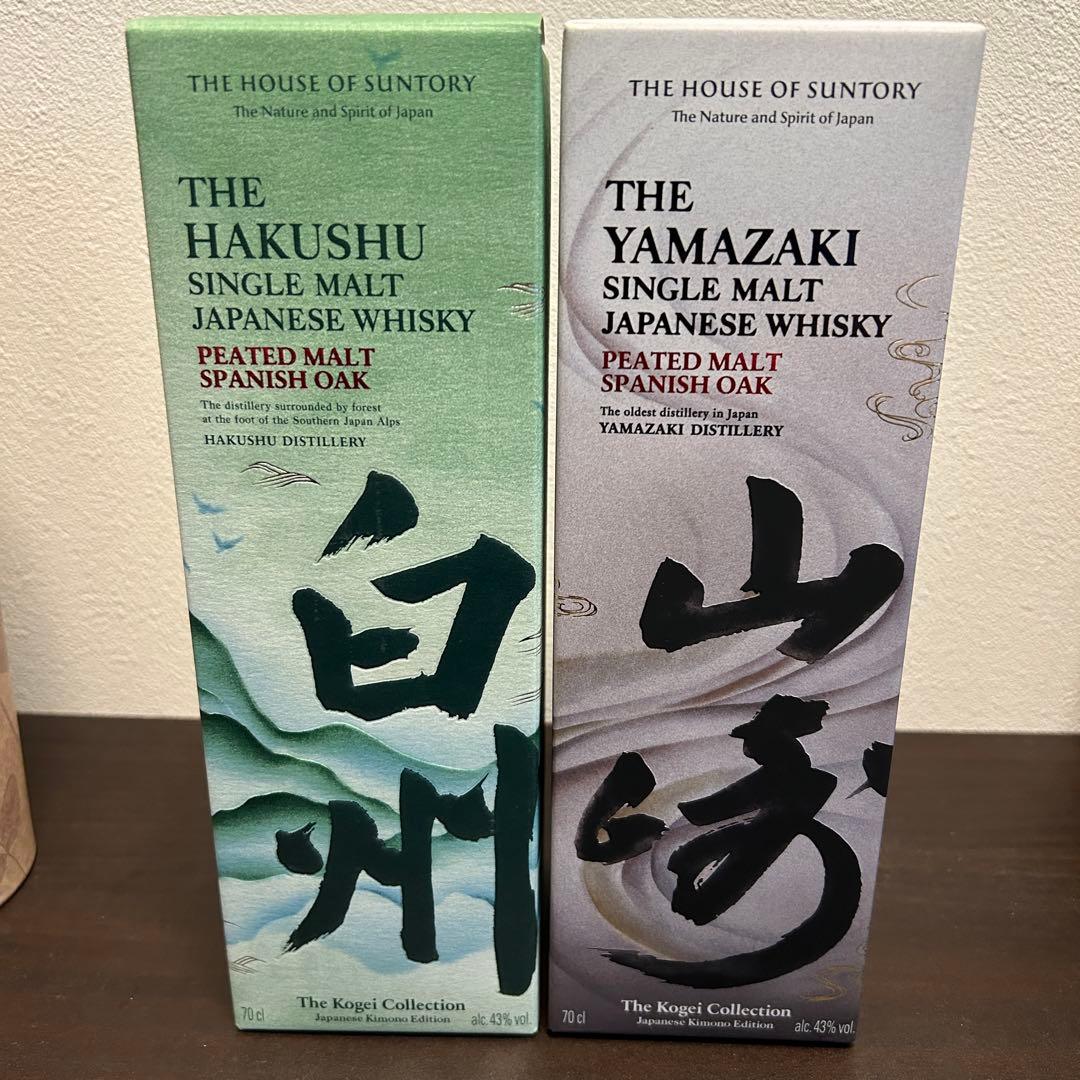 THE HOUSE OF SUNTORY
The Nature and Spirit of Japan
THE
HAKUSHU
SINGLE MALT
JAPANESE WHISKY
PEATED MALT
SPANISH OAK
The distillery surrounded by forest
at the foot of the Southern Japan Alps
HAKUSHU DISTILLERY
白
州
The Kogei Collection
Japanese Kimono Edition
70 cl
alc. 43% vol.
THE HOUSE OF SUNTORY
The Nature and Spirit of Japan
THE
YAMAZAKI
SINGLE MALT
JAPANESE WHISKY
PEATED MALT
SPANISH OAK
The oldest distillery in Japan
YAMAZAKI DISTILLERY
山
崎
The Kogei Collection
Japanese Kimono Edition
70 cl
alc. 43% vol.